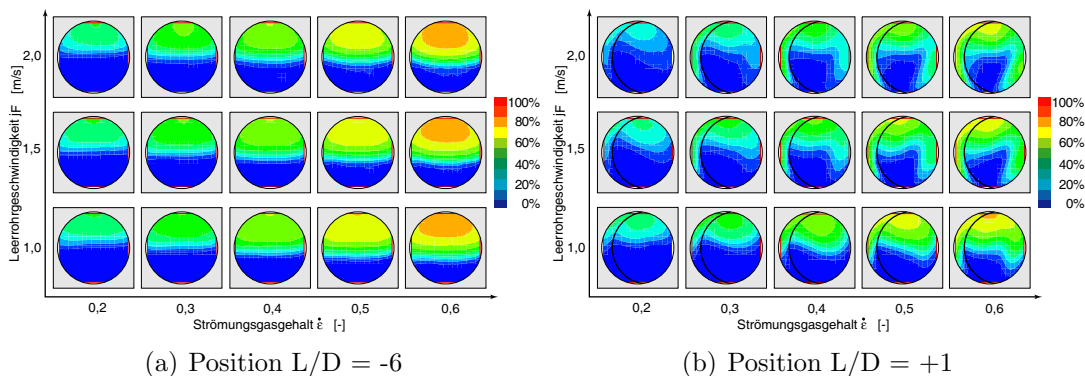 Leerrohrgeschwindigkeit jF [m/s]
2,0
1,5
1,0
100%
80%
60%
40%
20%
0%
0,2 0,3 0,4 0,5 0,6
Strömungsgasgehalt ε̇ [-]
(a) Position L/D = -6
Leerrohrgeschwindigkeit jF [m/s]
2,0
1,5
1,0
100%
80%
60%
40%
20%
0%
0,2 0,3 0,4 0,5 0,6
Strömungsgasgehalt ε̇ [-]
(b) Position L/D = +1